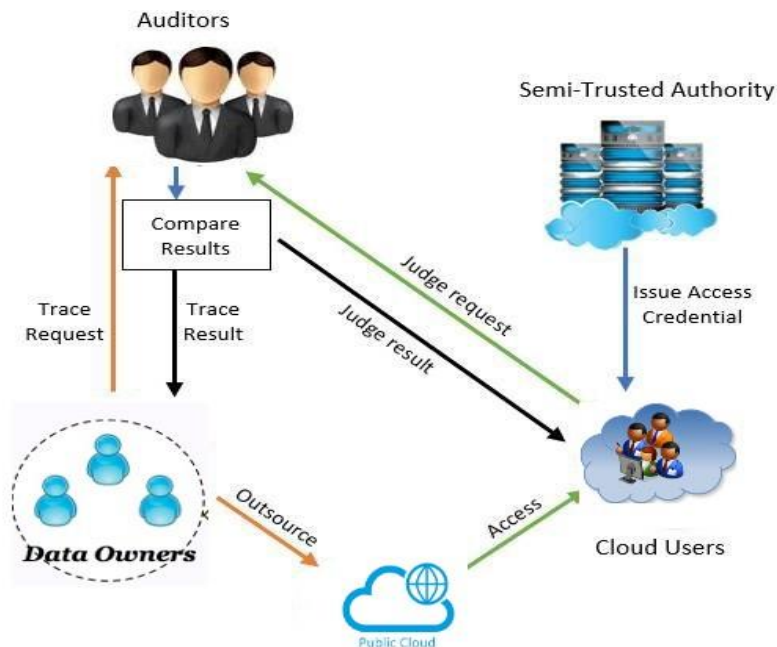 Auditors
Semi-Trusted Authority
Compare
Results
Judge request
Judge result
Trace
Request
Trace
Result
Issue Access
Credential
Data Owners
Outsource
Access
Cloud Users
Public Cloud